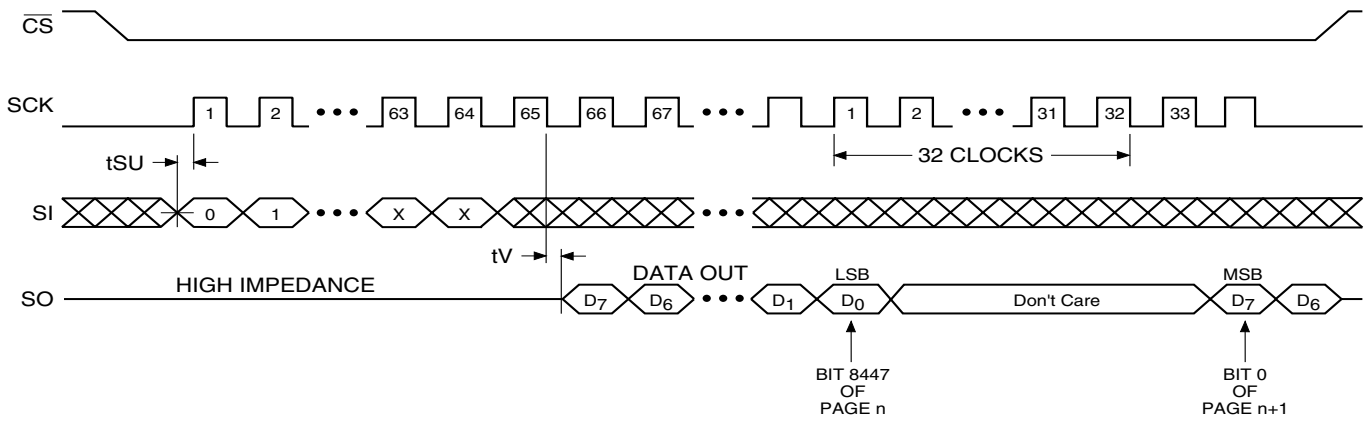 CS
SCK 1 2 ••• 63 64 65 66 67 ••• 1 2 ••• 31 32 33
tSU
32 CLOCKS
SI 0 1 ••• X X •••
tV
HIGH IMPEDANCE
DATA OUT
LSB
MSB
SO D7 D6 ••• D1 D0 Don't Care D7 D6
BIT 8447
OF
PAGE n
BIT 0
OF
PAGE n+1